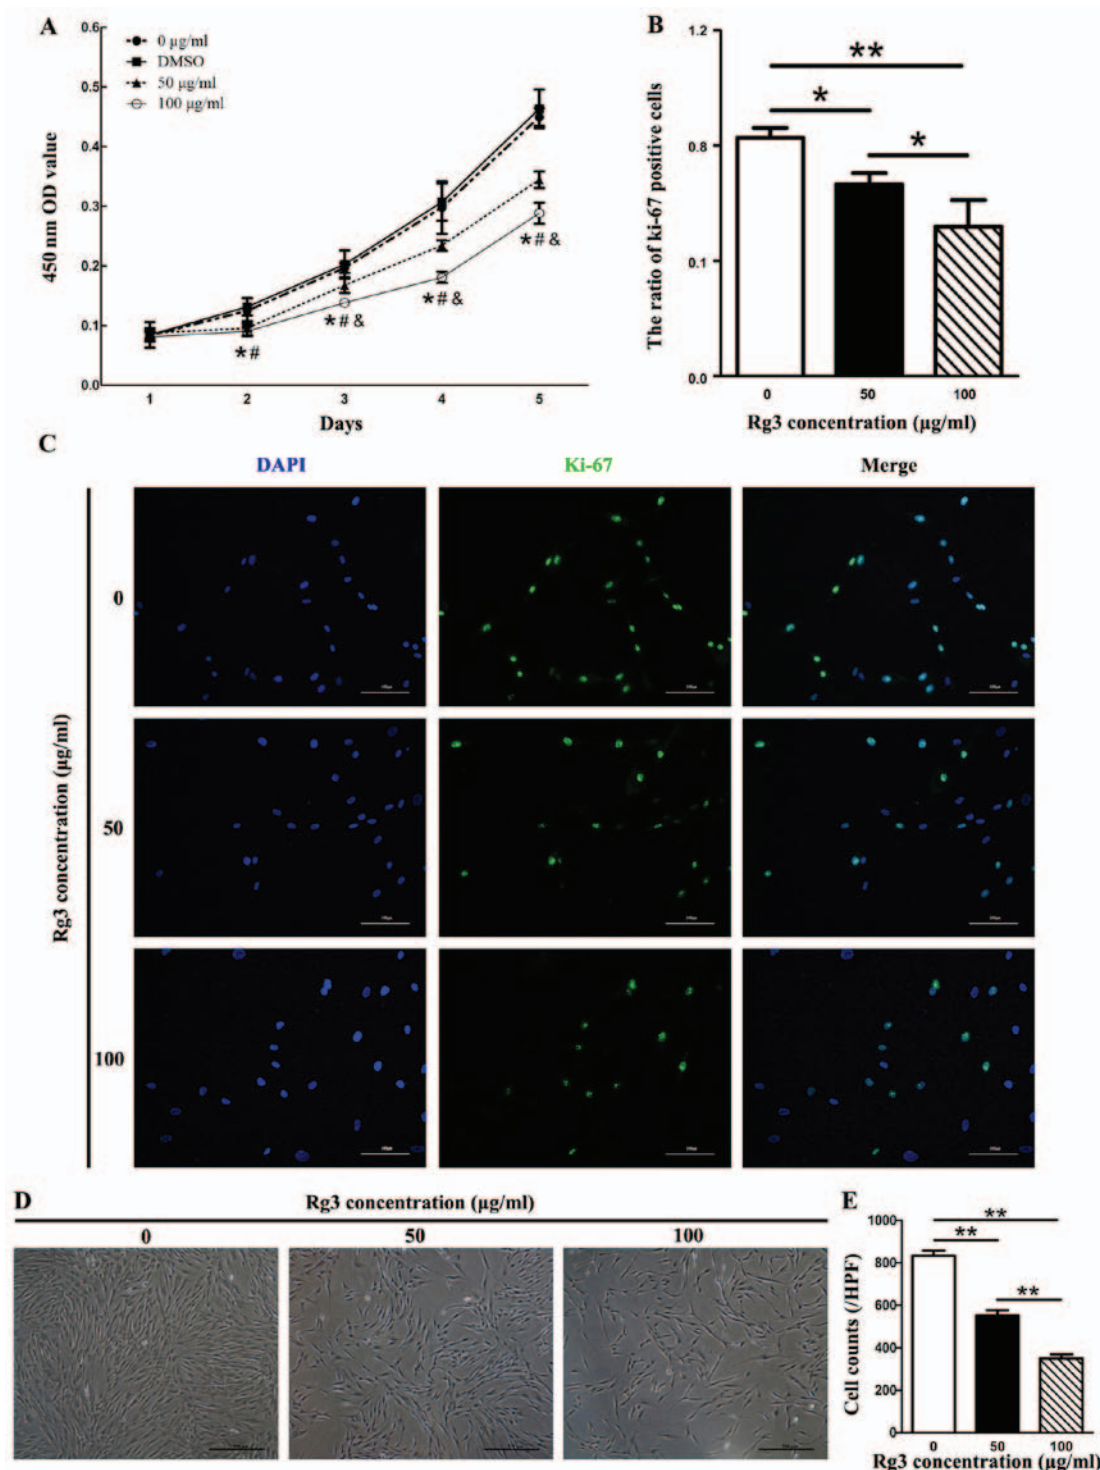 A
0.6
0.5
0.4
0.3
0.2
0.1
0.0
450 nm OD value
0 µg/ml
DMSO
50 µg/ml
100 µg/ml
*#
*# &
*# &
*# &
1 2 3 4 5
Days
B
1.2
0.8
0.1
0.0
The ratio of ki-67 positive cells
**
*
*
0 50 100
Rg3 concentration (µg/ml)
C
DAPI Ki-67 Merge
Rg3 concentration (µg/ml)
0
50
100
D
Rg3 concentration (µg/ml)
0 50 100
E
1000
800
600
400
200
0
Cell counts (/HPF)
**
**
**
0 50 100
Rg3 concentration (µg/ml)